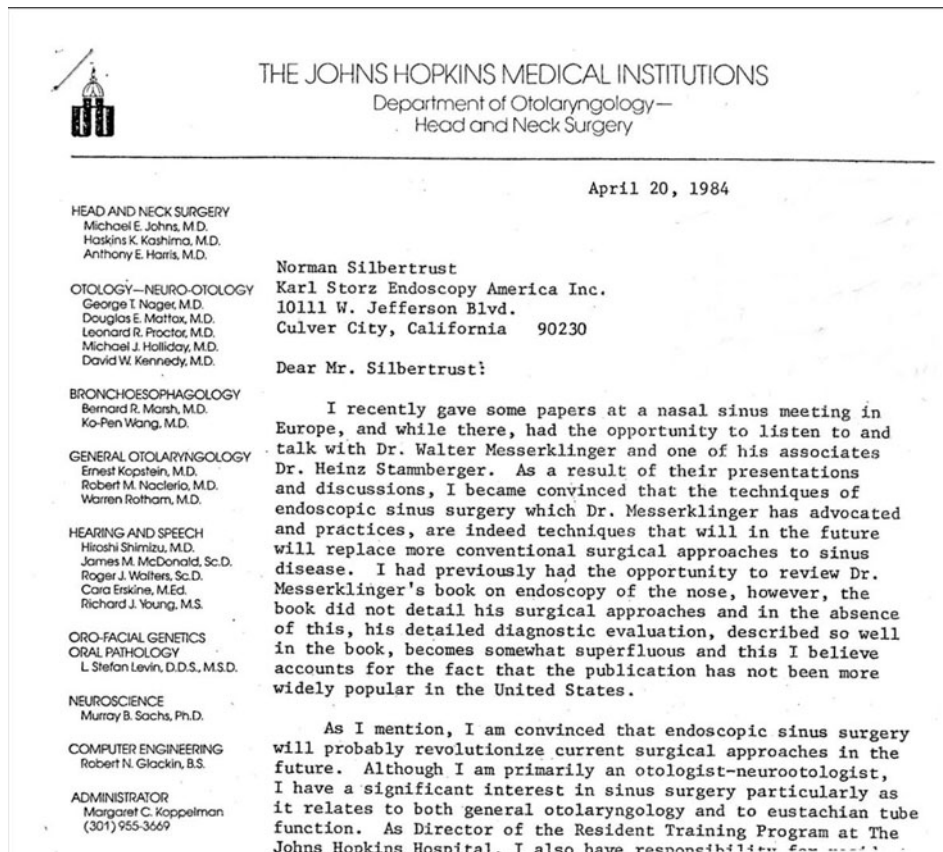 THE JOHNS HOPKINS MEDICAL INSTITUTIONS
Department of Otolaryngology—
Head and Neck Surgery
April 20, 1984
HEAD AND NECK SURGERY
Michael E. Johns, M.D.
Haskins K. Kashima, M.D.
Anthony E. Harris, M.D.
OTOLOGY—NEURO-OTOLOGY
George T. Nager, M.D.
Douglas E. Mattox, M.D.
Leonard R. Proctor, M.D.
Michael J. Holliday, M.D.
David W. Kennedy, M.D.
BRONCHOESOPHAGOLOGY
Bernard R. Marsh, M.D.
Ko-Pen Wang, M.D.
GENERAL OTOLARYNGOLOGY
Ernest Kopstein, M.D.
Robert M. Naclerio, M.D.
Warren Rotham, M.D.
HEARING AND SPEECH
Hiroshi Shimizu, M.D.
James M. McDonald, Sc.D.
Roger J. Walters, Sc.D.
Cara Erskine, M.Ed.
Richard J. Young, M.S.
ORO-FACIAL GENETICS
ORAL PATHOLOGY
L. Stefan Levin, D.D.S., M.S.D.
NEUROSCIENCE
Murray B. Sachs, Ph.D.
COMPUTER ENGINEERING
Robert N. Glackin, B.S.
ADMINISTRATOR
Margaret C. Koppelman
(301) 955-3669
Norman Silbertrust
Karl Storz Endoscopy America Inc.
10111 W. Jefferson Blvd.
Culver City, California 90230
Dear Mr. Silbertrust:
I recently gave some papers at a nasal sinus meeting in
Europe, and while there, had the opportunity to listen to and
talk with Dr. Walter Messerklinger and one of his associates
Dr. Heinz Stammberger. As a result of their presentations
and discussions, I became convinced that the techniques of
endoscopic sinus surgery which Dr. Messerklinger has advocated
and practices, are indeed techniques that will in the future
will replace more conventional surgical approaches to sinus
disease. I had previously had the opportunity to review Dr.
Messerklinger's book on endoscopy of the nose, however, the
book did not detail his surgical approaches and in the absence
of this, his detailed diagnostic evaluation, described so well
in the book, becomes somewhat superfluous and this I believe
accounts for the fact that the publication has not been more
widely popular in the United States.
As I mention, I am convinced that endoscopic sinus surgery
will probably revolutionize current surgical approaches in the
future. Although I am primarily an otologist-neurootologist,
I have a significant interest in sinus surgery particularly as
it relates to both general otolaryngology and to eustachian tube
function. As Director of the Resident Training Program at The
Johns Hopkins Hospital, I also have responsibility for